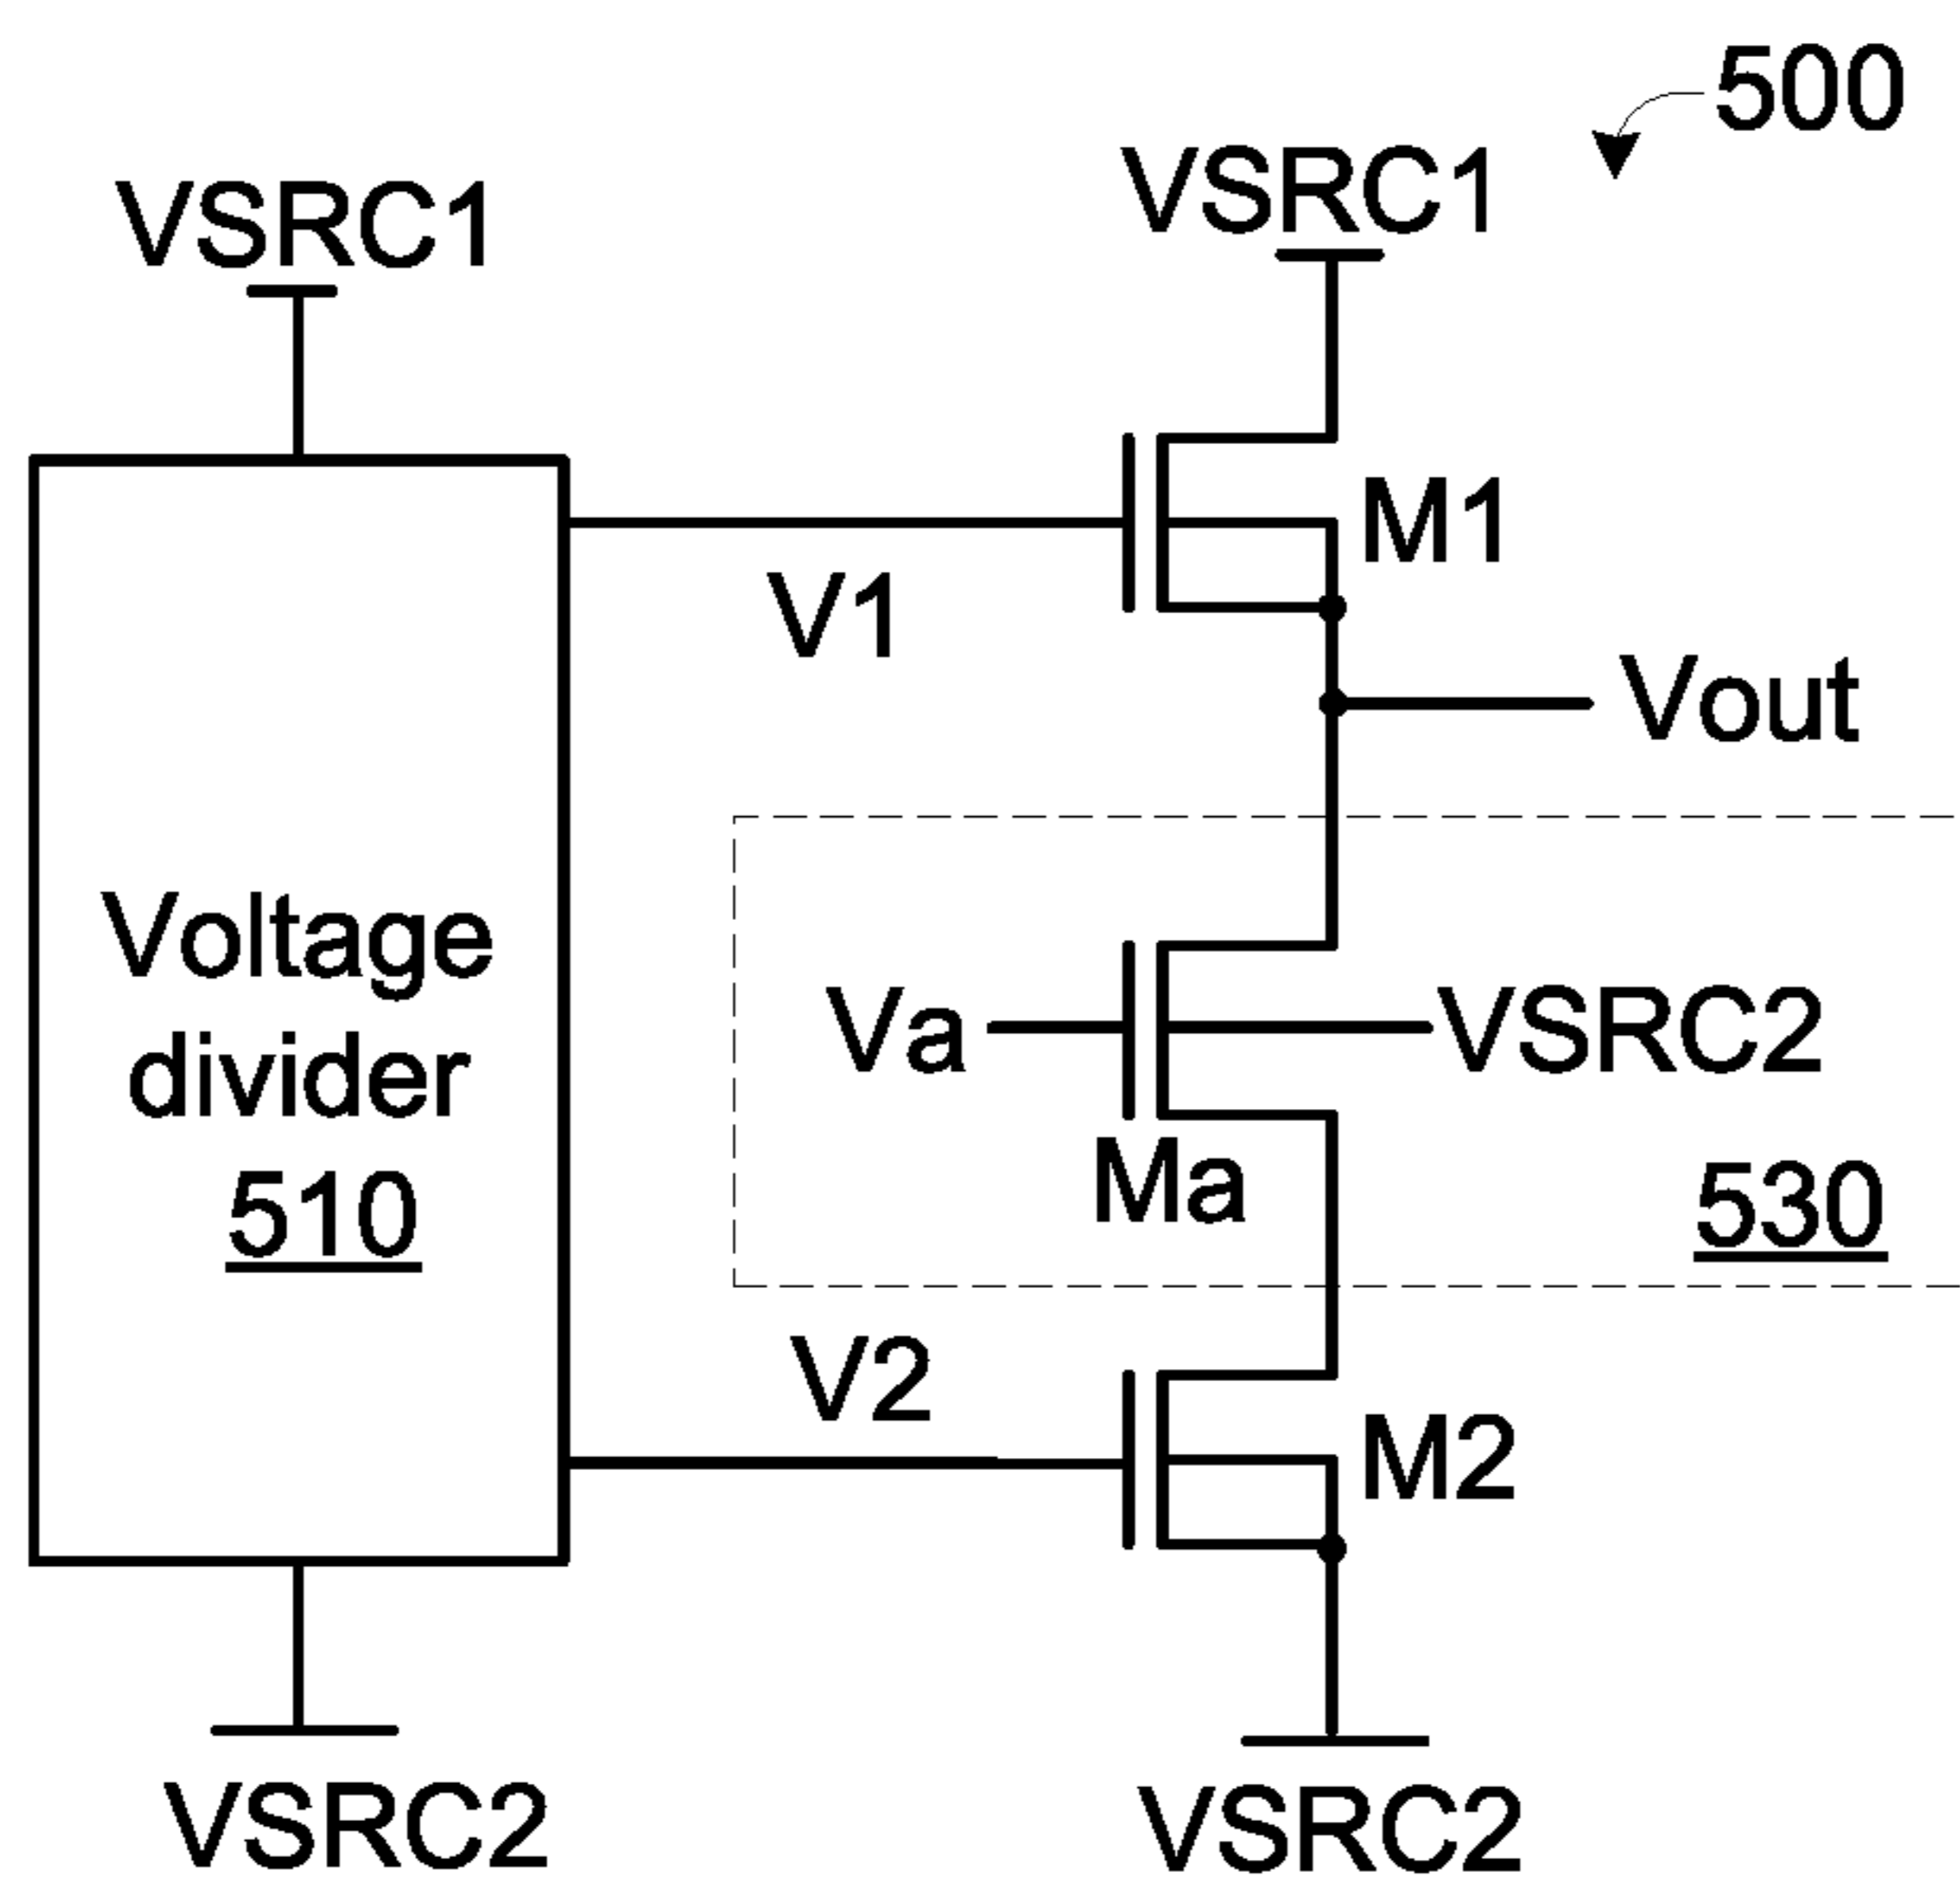 500
VSRC1
VSRC1
M1
V1
Vout
Voltage
divider
510
Va
VSRC2
Ma
530
V2
M2
VSRC2
VSRC2